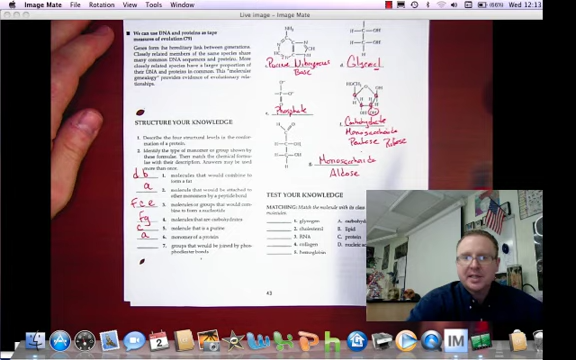 Image Mate File Rotation View Window Help
(66%) Wed 12:13
Live image - Image Mate
We can use DNA and proteins as tape
measures of evolution (79)
Genes form the hereditary link between generations.
Closely related members of the same species share
many common DNA sequences and proteins. More
closely related species have a larger proportion of
their DNA and proteins in common. This "molecular
genealogy" provides evidence of evolutionary rela-
tionships.
STRUCTURE YOUR KNOWLEDGE
1. Describe the four structural levels in the confor-
mation of a protein.
2. Identify the type of monomer or group shown by
these formulas. Then match the chemical formu-
las with their description. Answers may be used
more than once.
d b 1. molecules that would combine to
form a fat
a 2. molecule that would be attached to
other monomers by a peptide bond
f c e 3. molecules or groups that would com-
bine to form a nucleotide
f g 4. molecules that are carbohydrates
5. molecule that is a purine
a 6. monomer of a protein
7. groups that would be joined by phos-
phodiester bonds
Purine Nitrogenous
Base
Glycerol
Phosphate
Carbohydrate
Monosaccharide
Pentose Ribose
Monosaccharide
TEST YOUR KNOWLEDGE
MATCHING: Match the molecule with its class
1. glycogen A. carbohyd
2. cholesterol B. lipid
3. RNA C. protein
4. collagen D. nucleic a
5. hemoglobin
43
2
IM